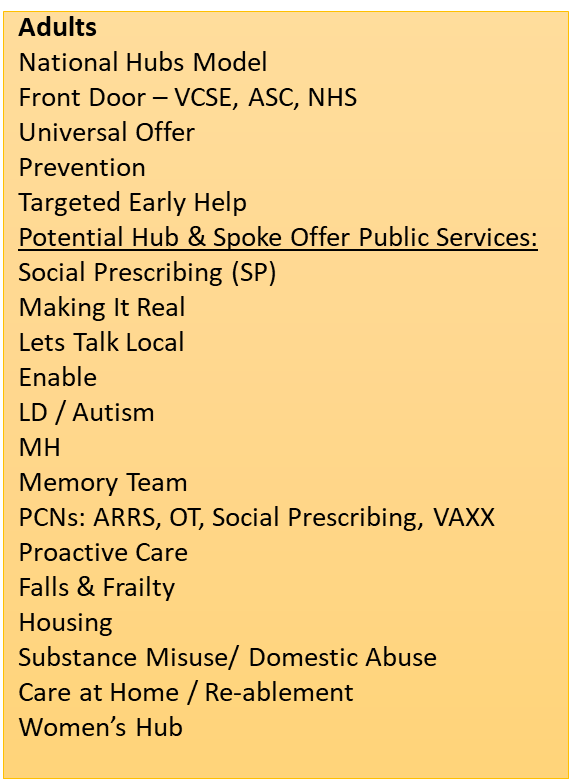 Adults
National Hubs Model
Front Door – VCSE, ASC, NHS
Universal Offer
Prevention
Targeted Early Help
Potential Hub & Spoke Offer Public Services:
Social Prescribing (SP)
Making It Real
Lets Talk Local
Enable
LD / Autism
MH
Memory Team
PCNs: ARRS, OT, Social Prescribing, VAXX
Proactive Care
Falls & Frailty
Housing
Substance Misuse/ Domestic Abuse
Care at Home / Re-ablement
Women’s Hub